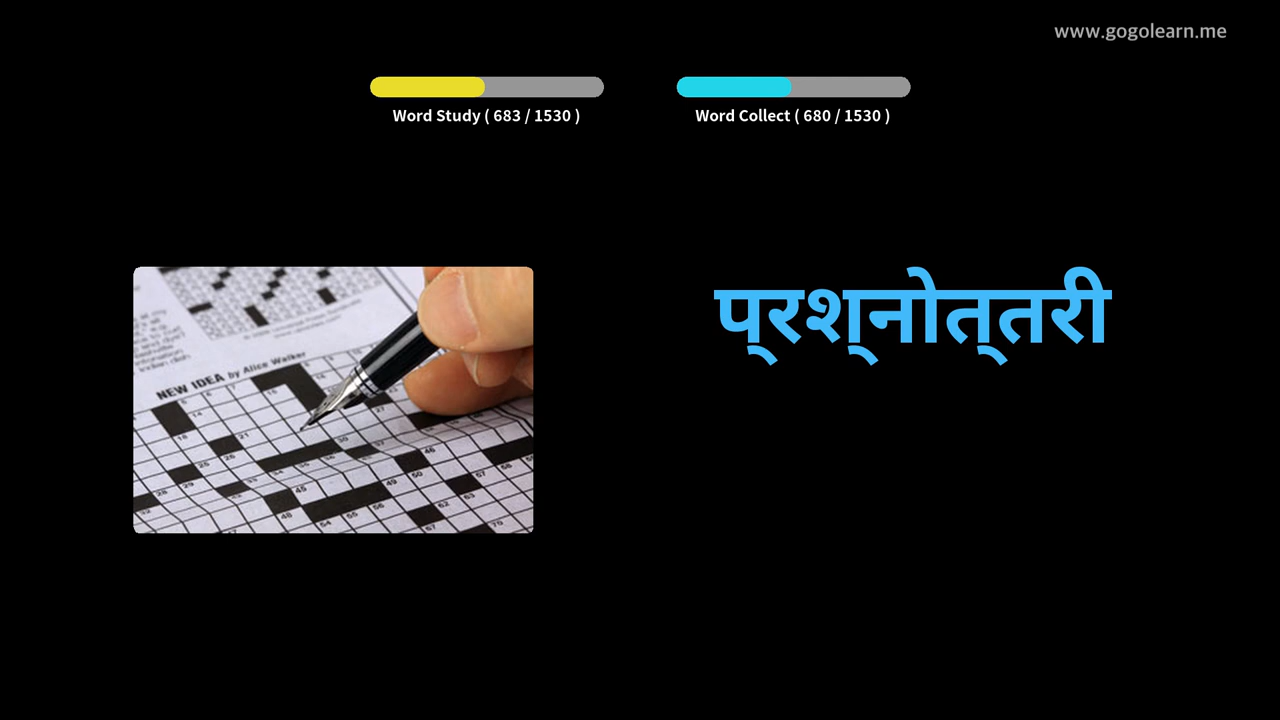 www.gogolearn.me
Word Study ( 683 / 1530 )
Word Collect ( 680 / 1530 )
प्रश्नोत्तरी
NEW IDEA by Alice Walker